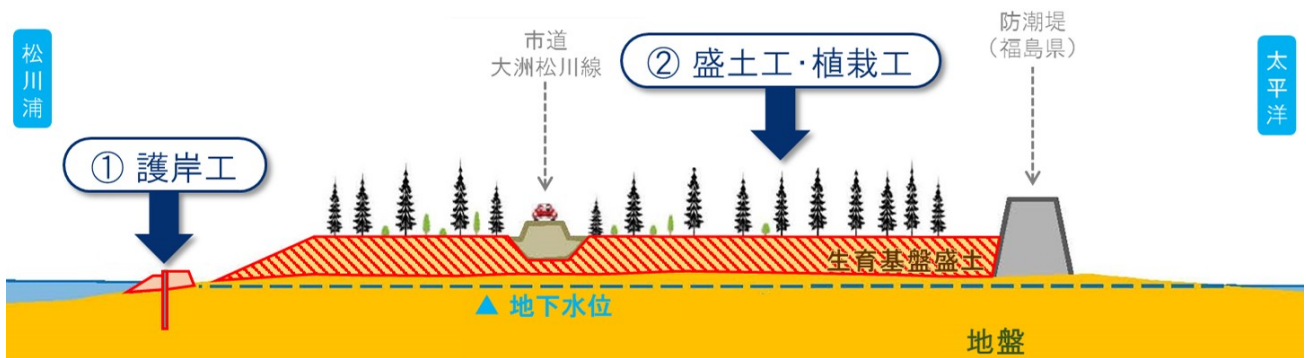 松川浦
① 護岸工
市道
大洲松川線
② 盛土工･植栽工
防潮堤
（福島県）
太平洋
生育基盤盛土
▲ 地下水位
地盤